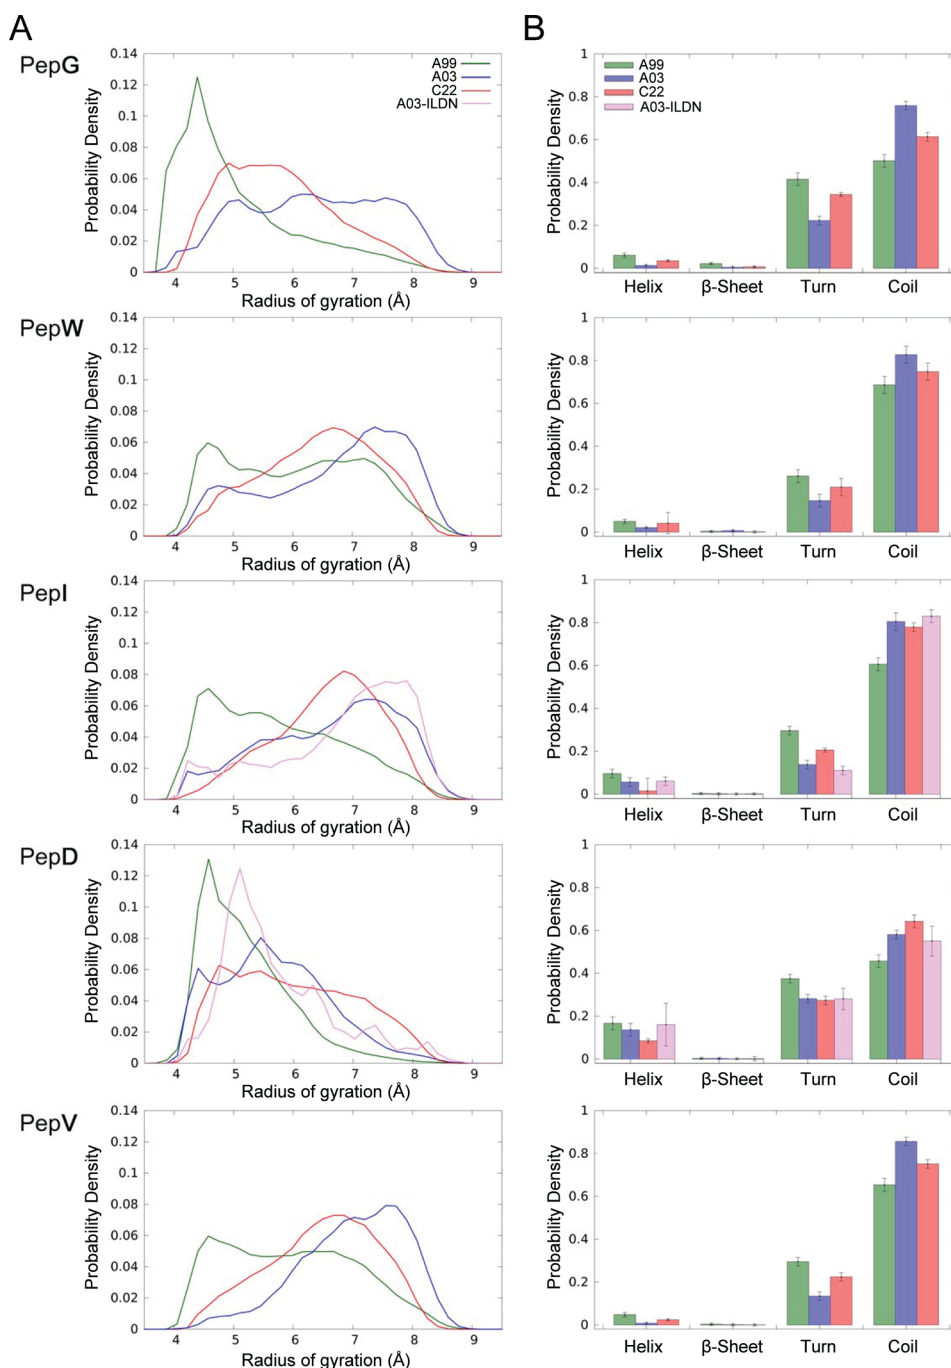 A
B
PepG
0.14
0.12
0.1
0.08
0.06
0.04
0.02
0
Probability Density
A99
A03
C22
A03-ILDN
4 5 6 7 8 9
Radius of gyration (Å)
1
0.8
0.6
0.4
0.2
0
Probability Density
A99
A03
C22
A03-ILDN
Helix β-Sheet Turn Coil
PepW
0.14
0.12
0.1
0.08
0.06
0.04
0.02
0
Probability Density
4 5 6 7 8 9
Radius of gyration (Å)
1
0.8
0.6
0.4
0.2
0
Probability Density
Helix β-Sheet Turn Coil
PepI
0.14
0.12
0.1
0.08
0.06
0.04
0.02
0
Probability Density
4 5 6 7 8 9
Radius of gyration (Å)
1
0.8
0.6
0.4
0.2
0
Probability Density
Helix β-Sheet Turn Coil
PepD
0.14
0.12
0.1
0.08
0.06
0.04
0.02
0
Probability Density
4 5 6 7 8 9
Radius of gyration (Å)
1
0.8
0.6
0.4
0.2
0
Probability Density
Helix β-Sheet Turn Coil
PepV
0.14
0.12
0.1
0.08
0.06
0.04
0.02
0
Probability Density
4 5 6 7 8 9
Radius of gyration (Å)
1
0.8
0.6
0.4
0.2
0
Probability Density
Helix β-Sheet Turn Coil